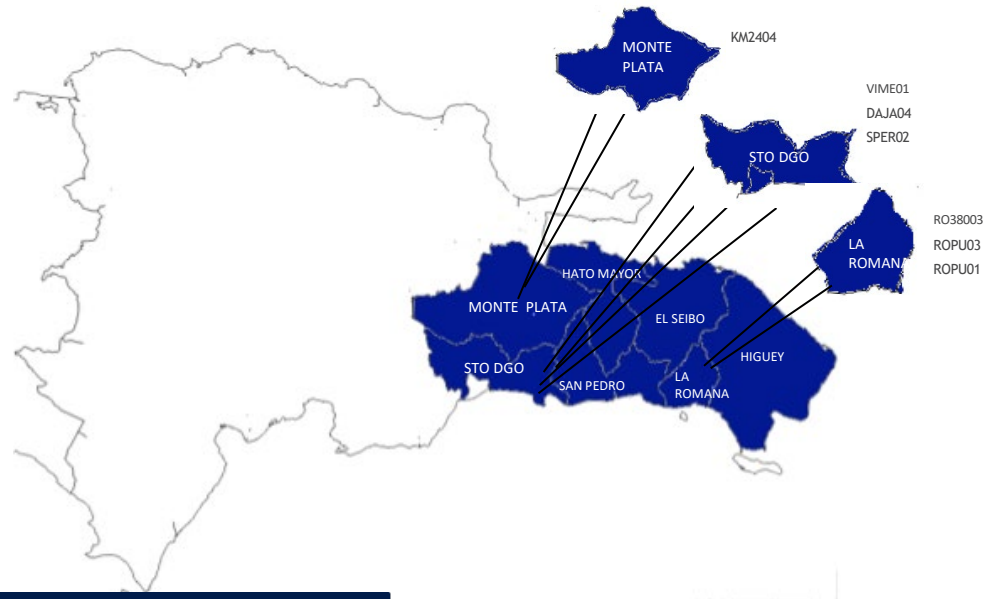 MONTE
PLATA
KM2404
VIME01
DAJA04
SPER02
STO DGO
RO38003
ROPU03
ROPU01
LA
ROMANA
HATO MAYOR
MONTE PLATA
EL SEIBO
HIGUEY
STO DGO
SAN PEDRO
LA
ROMANA